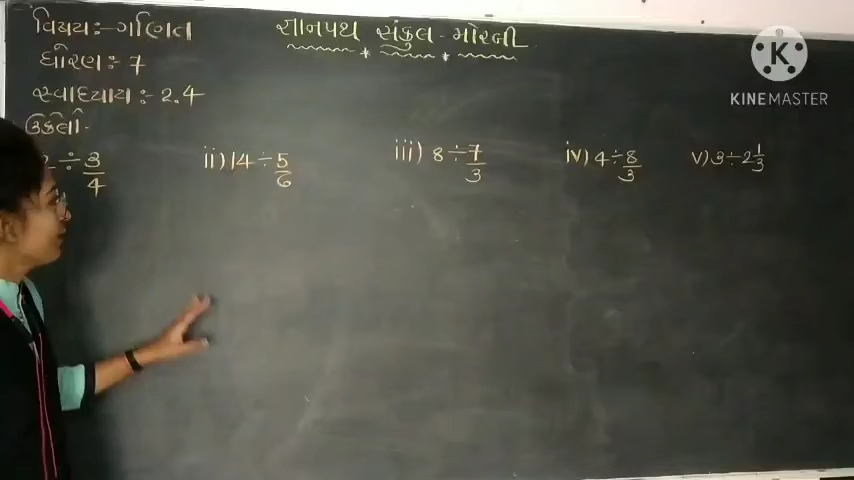 વિષય:- ગણિત
જ્ઞાનપથ સંકુલ - મોરબી
ધોરણ:- 7
સ્વાધ્યાય:- 2.4
ઉકેલો -
÷ 3/4
ii) 14 ÷ 5/6
iii) 8 ÷ 7/3
iv) 4 ÷ 8/3
v) 3 ÷ 2 1/3
K
KINEMASTER